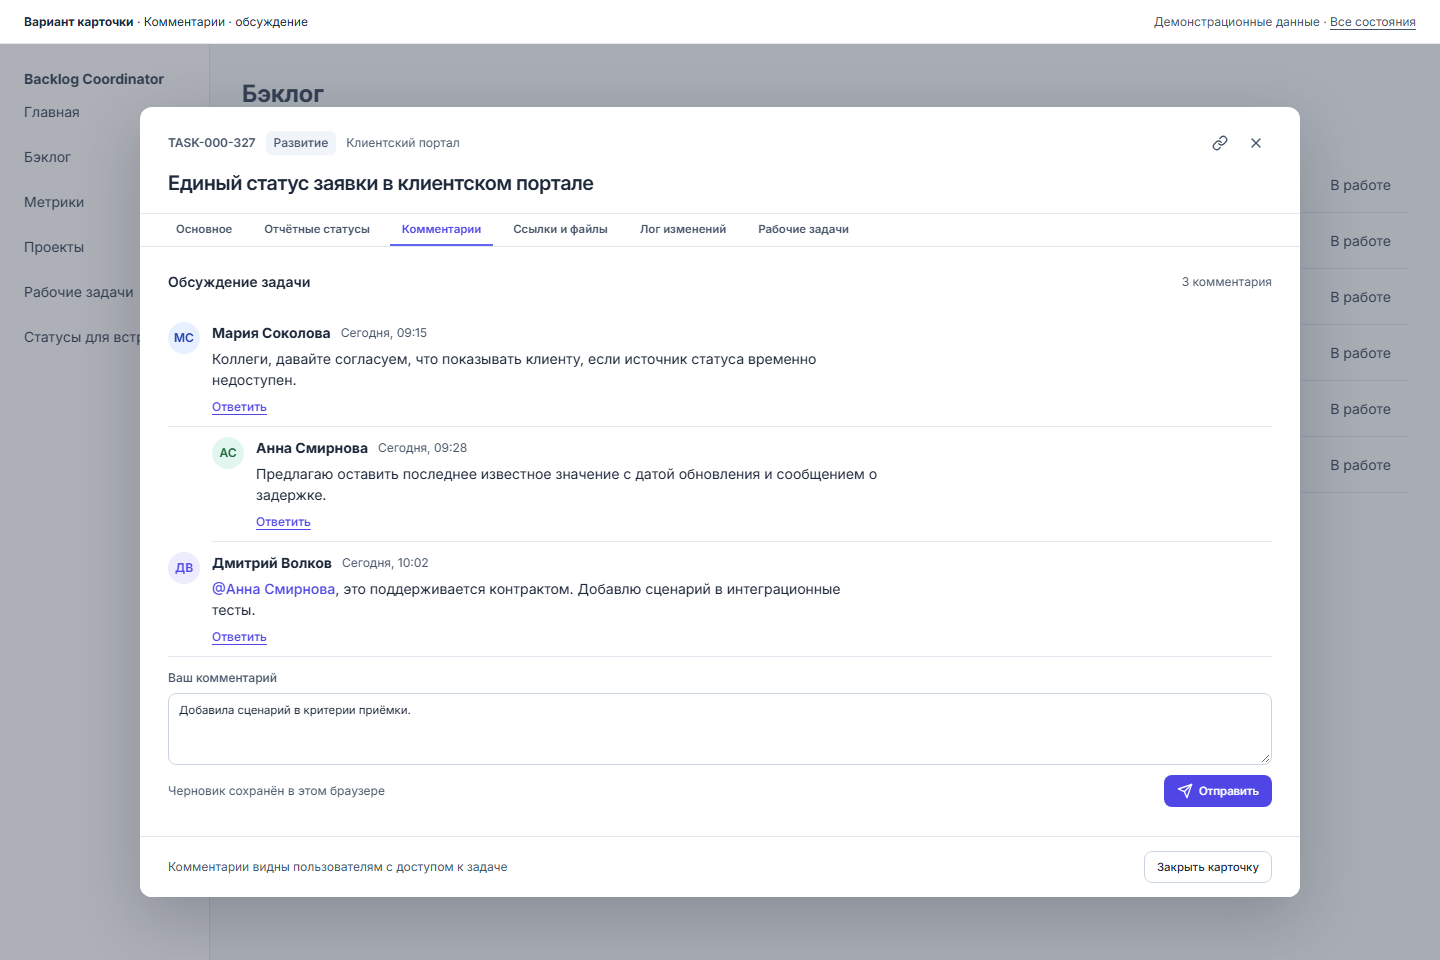 Вариант карточки · Комментарии · обсуждение
Демонстрационные данные · Все состояния
Backlog Coordinator
Главная
Бэклог
Метрики
Проекты
Рабочие задачи
Статусы для встр
Бэклог
В работе
В работе
В работе
В работе
В работе
В работе
TASK-000-327 Развитие Клиентский портал
Единый статус заявки в клиентском портале
Основное Отчётные статусы Комментарии Ссылки и файлы Лог изменений Рабочие задачи
Обсуждение задачи
3 комментария
МС
Мария Соколова Сегодня, 09:15
Коллеги, давайте согласуем, что показывать клиенту, если источник статуса временно
недоступен.
Ответить
АС
Анна Смирнова Сегодня, 09:28
Предлагаю оставить последнее известное значение с датой обновления и сообщением о
задержке.
Ответить
ДВ
Дмитрий Волков Сегодня, 10:02
@Анна Смирнова, это поддерживается контрактом. Добавлю сценарий в интеграционные
тесты.
Ответить
Ваш комментарий
Добавила сценарий в критерии приёмки.
Черновик сохранён в этом браузере
Отправить
Комментарии видны пользователям с доступом к задаче
Закрыть карточку